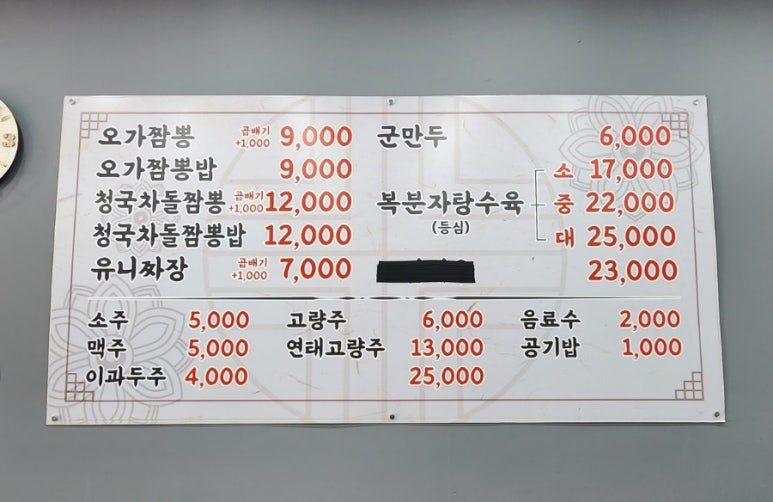 오가짬뽕 곱배기 +1,000 9,000 군만두 6,000
오가짬뽕밥 9,000 소 17,000
청국차돌짬뽕 곱배기 +1,000 12,000 복분자탕수육 (등심) 중 22,000
청국차돌짬뽕밥 12,000 대 25,000
유니짜장 곱배기 +1,000 7,000 23,000
소주 5,000 고량주 6,000 음료수 2,000
맥주 5,000 연태고량주 13,000 공기밥 1,000
이과두주 4,000 25,000